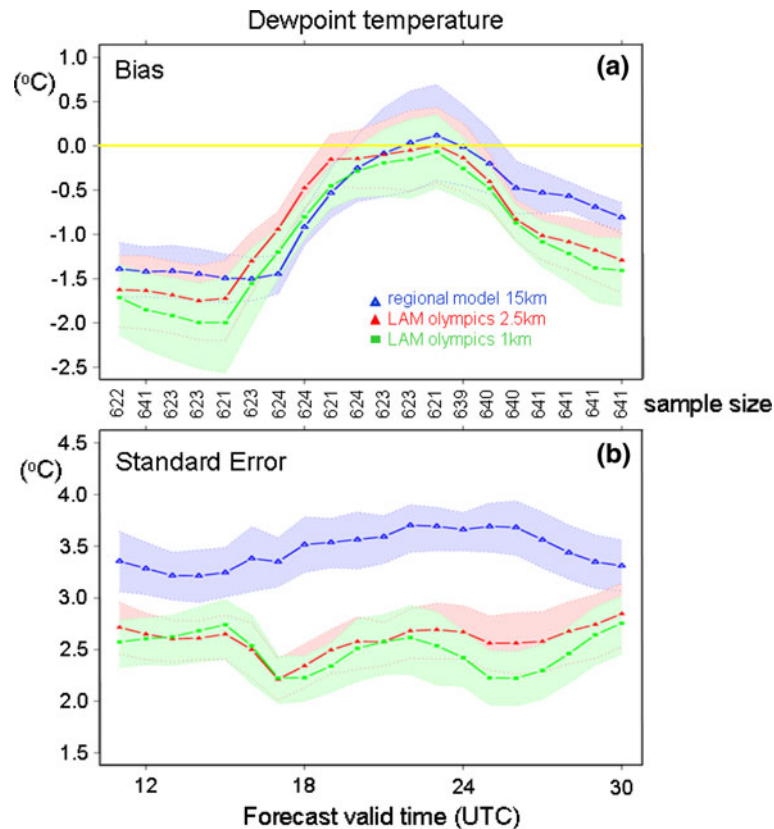 Dewpoint temperature
(°C)
Bias
(a)
1.0
0.5
0.0
-0.5
-1.0
-1.5
-2.0
-2.5
regional model 15km
LAM olympics 2.5km
LAM olympics 1km
622 641 623 623 621 623 624 624 621 624 623 623 621 639 640 640 641 641 641 641
sample size
(°C)
Standard Error
(b)
4.5
4.0
3.5
3.0
2.5
2.0
1.5
12 18 24 30
Forecast valid time (UTC)